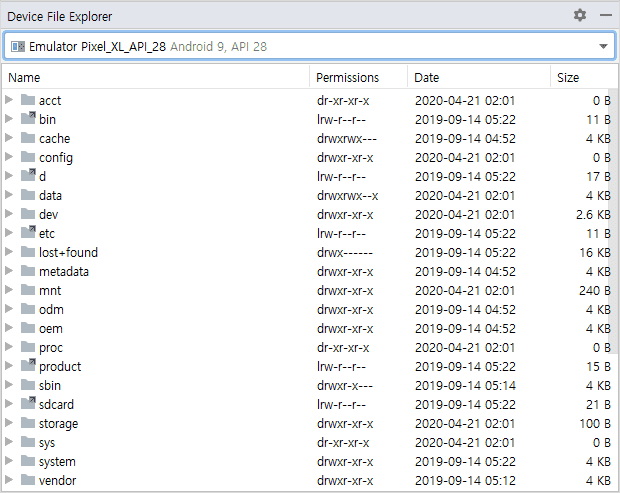 Device File Explorer
Emulator Pixel_XL_API_28 Android 9, API 28
Name Permissions Date Size
acct dr-xr-xr-x 2020-04-21 02:01 0 B
bin lrw-r--r-- 2019-09-14 05:22 11 B
cache drwxrwx--- 2019-09-14 04:52 4 KB
config drwxr-xr-x 2020-04-21 02:01 0 B
d lrw-r--r-- 2019-09-14 05:22 17 B
data drwxrwx--x 2020-04-21 02:01 4 KB
dev drwxr-xr-x 2020-04-21 02:01 2.6 KB
etc lrw-r--r-- 2019-09-14 05:22 11 B
lost+found drwx------ 2019-09-14 05:22 16 KB
metadata drwxr-xr-x 2019-09-14 04:52 4 KB
mnt drwxr-xr-x 2020-04-21 02:01 240 B
odm drwxr-xr-x 2019-09-14 04:52 4 KB
oem drwxr-xr-x 2019-09-14 04:52 4 KB
proc dr-xr-xr-x 2020-04-21 02:01 0 B
product lrw-r--r-- 2019-09-14 05:22 15 B
sbin drwxr-x--- 2019-09-14 05:14 4 KB
sdcard lrw-r--r-- 2019-09-14 05:22 21 B
storage drwxr-xr-x 2020-04-21 02:01 100 B
sys dr-xr-xr-x 2020-04-21 02:01 0 B
system drwxr-xr-x 2019-09-14 05:22 4 KB
vendor drwxr-xr-x 2019-09-14 05:12 4 KB